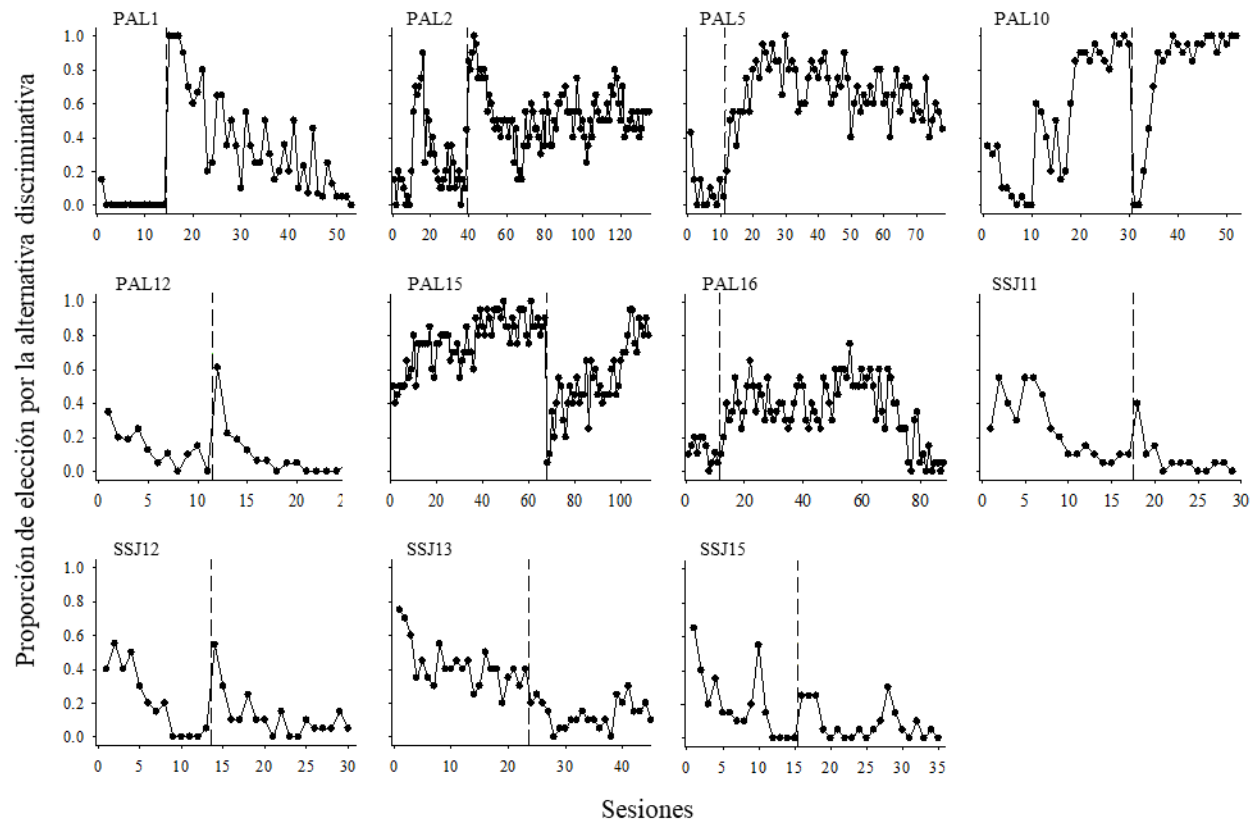 Proporción de elección por la alternativa discriminativa
PAL1
PAL2
PAL5
PAL10
1.0
0.8
0.6
0.4
0.2
0.0
0 10 20 30 40 50
0 20 40 60 80 100 120
0 10 20 30 40 50 60 70
0 10 20 30 40 50
PAL12
PAL15
PAL16
SSJ11
1.0
0.8
0.6
0.4
0.2
0.0
0 5 10 15 20 2
0 20 40 60 80 100
0 20 40 60 80
0 5 10 15 20 25 30
SSJ12
SSJ13
SSJ15
1.0
0.8
0.6
0.4
0.2
0.0
0 5 10 15 20 25 30
0 10 20 30 40
0 5 10 15 20 25 30 35
Sesiones